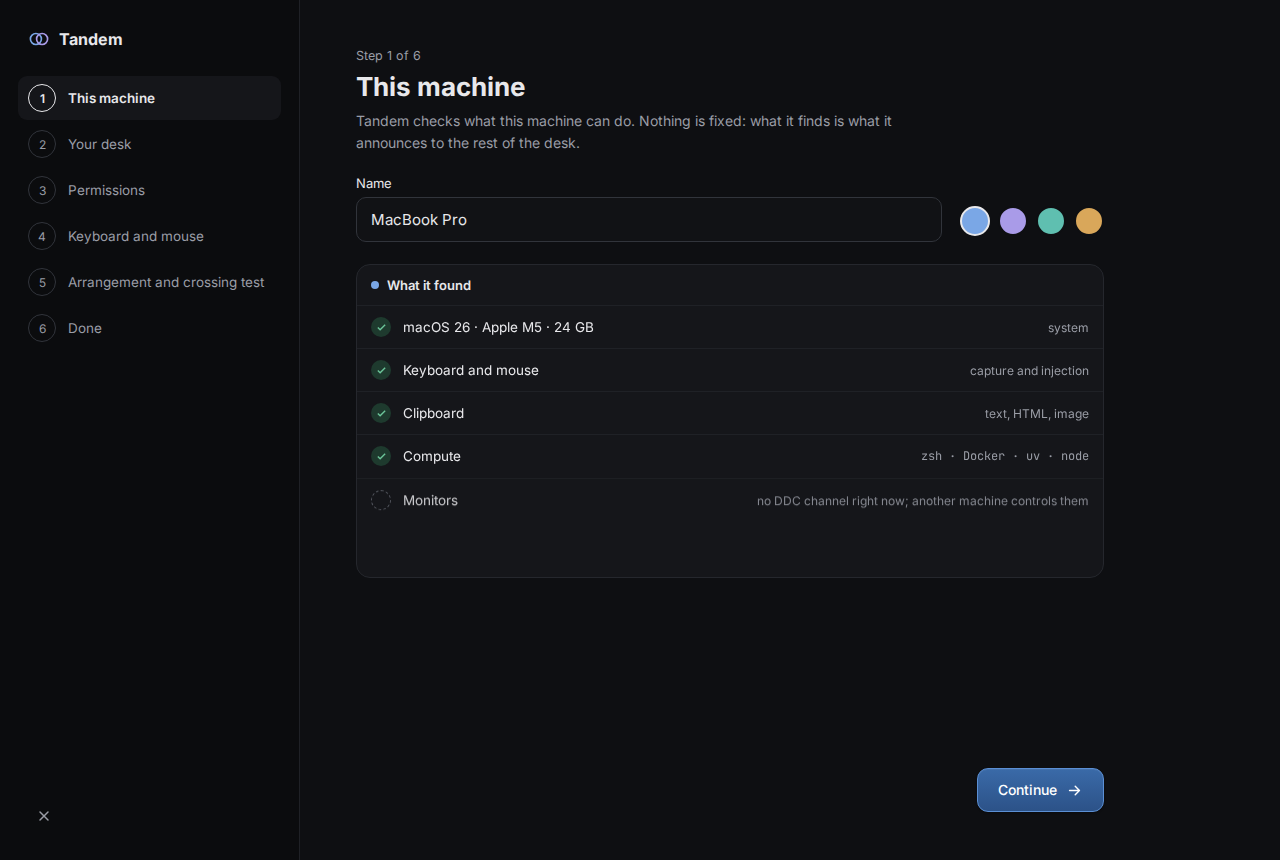 Tandem
1 This machine
2 Your desk
3 Permissions
4 Keyboard and mouse
5 Arrangement and crossing test
6 Done
Step 1 of 6
This machine
Tandem checks what this machine can do. Nothing is fixed: what it finds is what it
announces to the rest of the desk.
Name
MacBook Pro
What it found
macOS 26 · Apple M5 · 24 GB system
Keyboard and mouse capture and injection
Clipboard text, HTML, image
Compute zsh · Docker · uv · node
Monitors no DDC channel right now; another machine controls them
Continue →